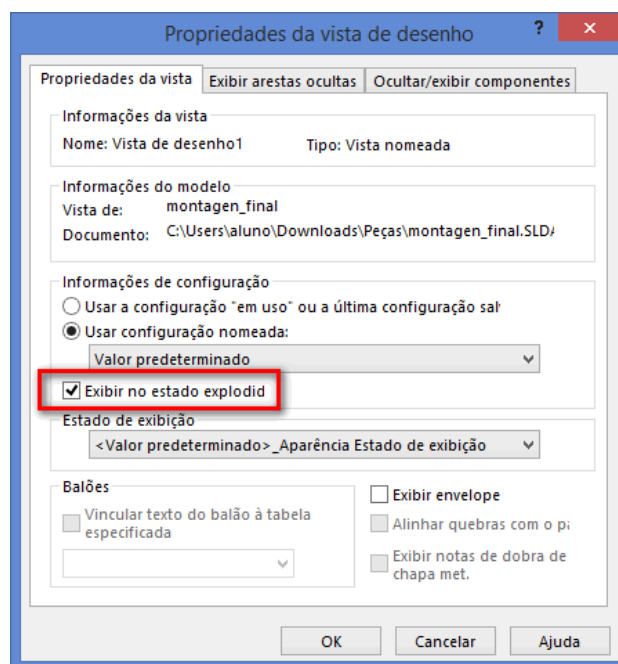 Propriedades da vista de desenho ? ×
Propriedades da vista Exibir arestas ocultas Ocultar/exibir componentes
Informações da vista
Nome: Vista de desenho1 Tipo: Vista nomeada
Informações do modelo
Vista de: montagen_final
Documento: C:\Users\aluno\Downloads\Peças\montagen_final.SLDA
Informações de configuração
Usar a configuração "em uso" ou a última configuração sal
Usar configuração nomeada:
Valor predeterminado
Exibir no estado explodid
Estado de exibição
<Valor predeterminado>_Aparência Estado de exibição
Balões
Vincular texto do balão à tabela
especificada
Exibir envelope
Alinhar quebras com o pa
Exibir notas de dobra de
chapa met.
OK Cancelar Ajuda